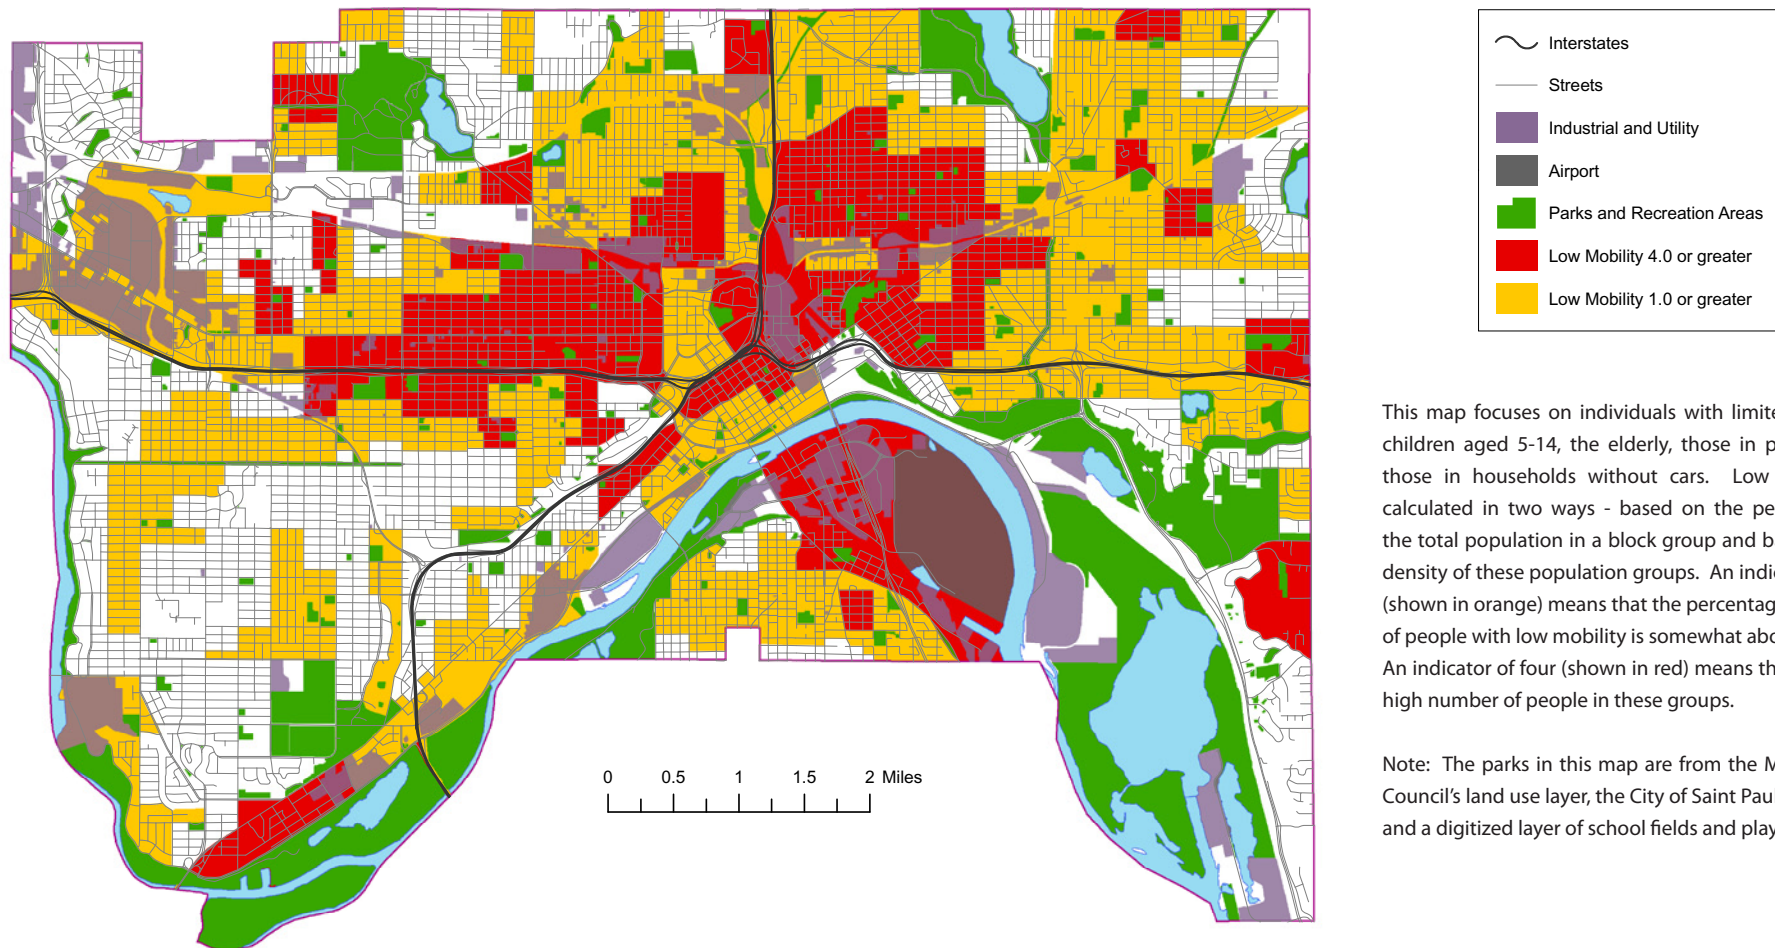 Interstates
Streets
Industrial and Utility
Airport
Parks and Recreation Areas
Low Mobility 4.0 or greater
Low Mobility 1.0 or greater
This map focuses on individuals with limite
children aged 5-14, the elderly, those in p
those in households without cars. Low
calculated in two ways - based on the pe
the total population in a block group and b
density of these population groups. An indic
(shown in orange) means that the percentag
of people with low mobility is somewhat abo
An indicator of four (shown in red) means th
high number of people in these groups.
0 0.5 1 1.5 2 Miles
Note: The parks in this map are from the M
Council's land use layer, the City of Saint Pau
and a digitized layer of school fields and play